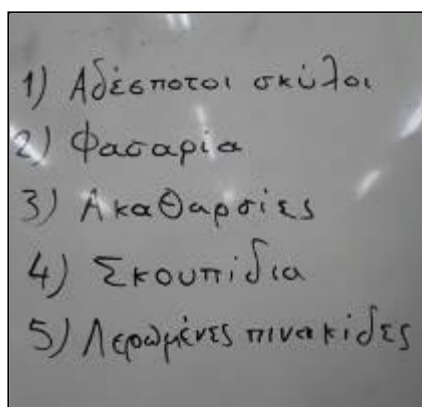 1) Αδέσποτοι σκύλοι
2) Φασαρία
3) Ακαθαρσίες
4) Σκουπίδια
5) Λερωμένες πινακίδες